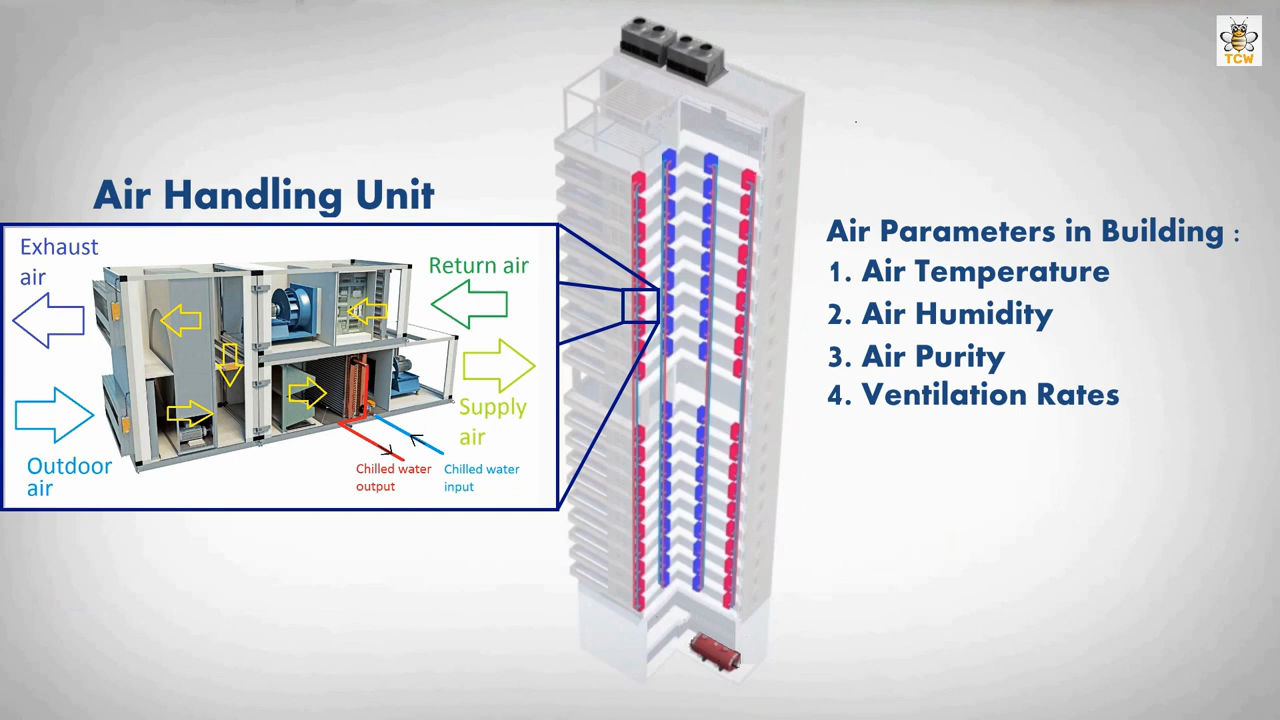 TCW
Air Handling Unit
Exhaust
air
Return air
Supply
air
Outdoor
air
Chilled water
output
Chilled water
input
Air Parameters in Building :
1. Air Temperature
2. Air Humidity
3. Air Purity
4. Ventilation Rates